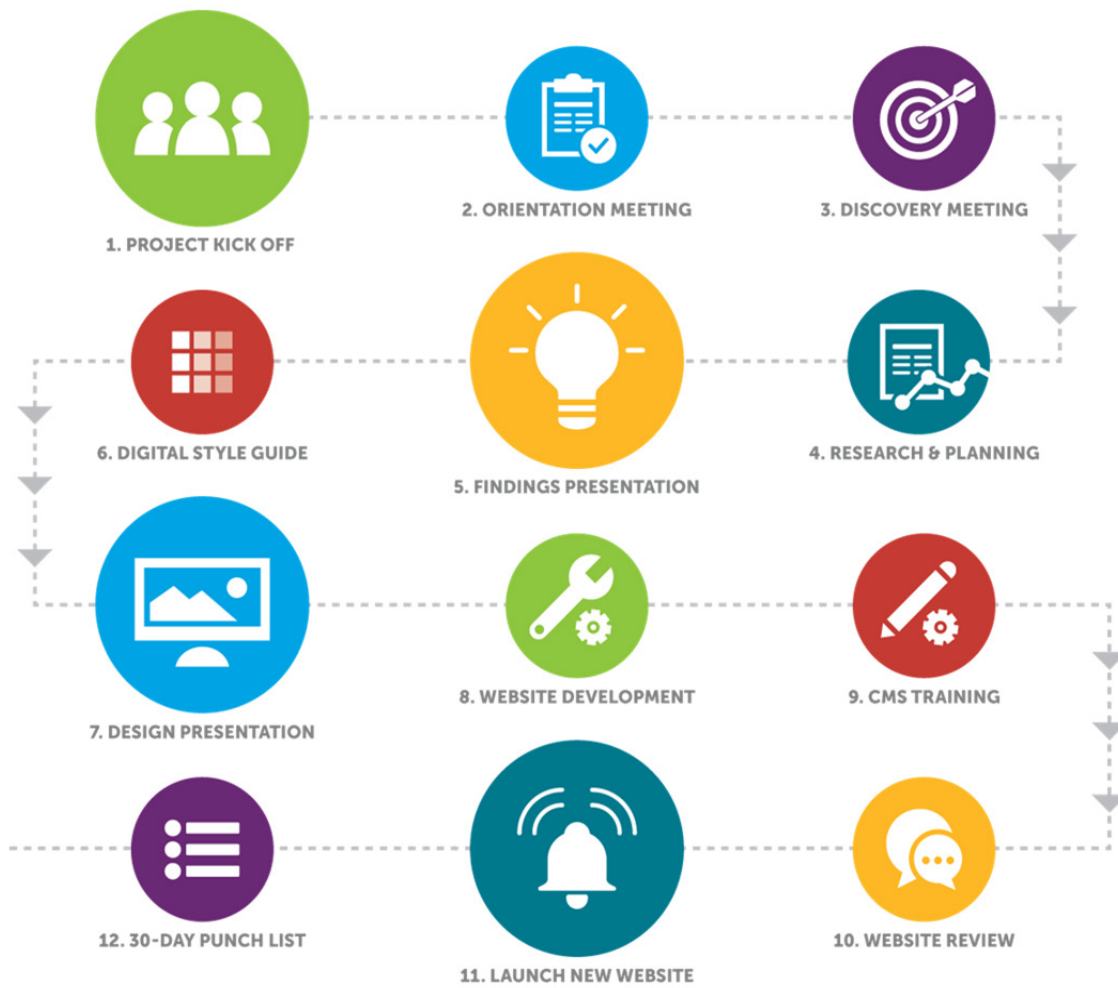 1. PROJECT KICK OFF
2. ORIENTATION MEETING
3. DISCOVERY MEETING
4. RESEARCH & PLANNING
5. FINDINGS PRESENTATION
6. DIGITAL STYLE GUIDE
7. DESIGN PRESENTATION
8. WEBSITE DEVELOPMENT
9. CMS TRAINING
10. WEBSITE REVIEW
11. LAUNCH NEW WEBSITE
12. 30-DAY PUNCH LIST